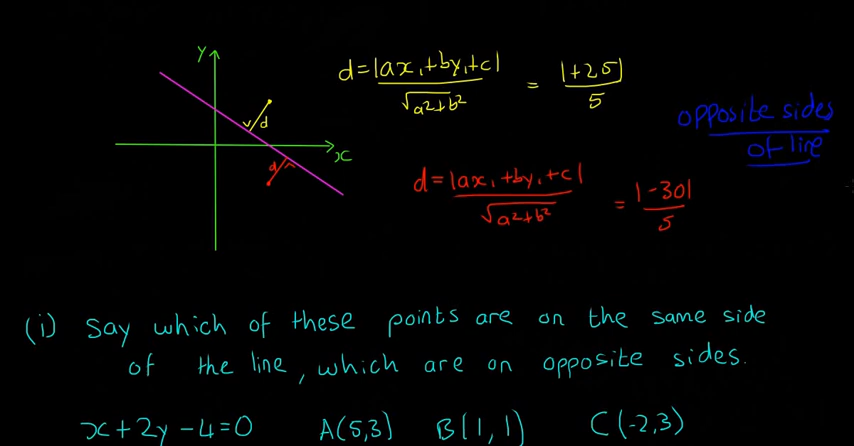 y
x
d
d
d = |ax₁ + by₁ + c| / √a² + b² = |+25| / 5
opposite sides
of line
d = |ax₁ + by₁ + c| / √a² + b² = |-30| / 5
(i) Say which of these points are on the same side
of the line, which are on opposite sides.
x + 2y - 4 = 0 A(5,3) B(1,1) C(-2,3)